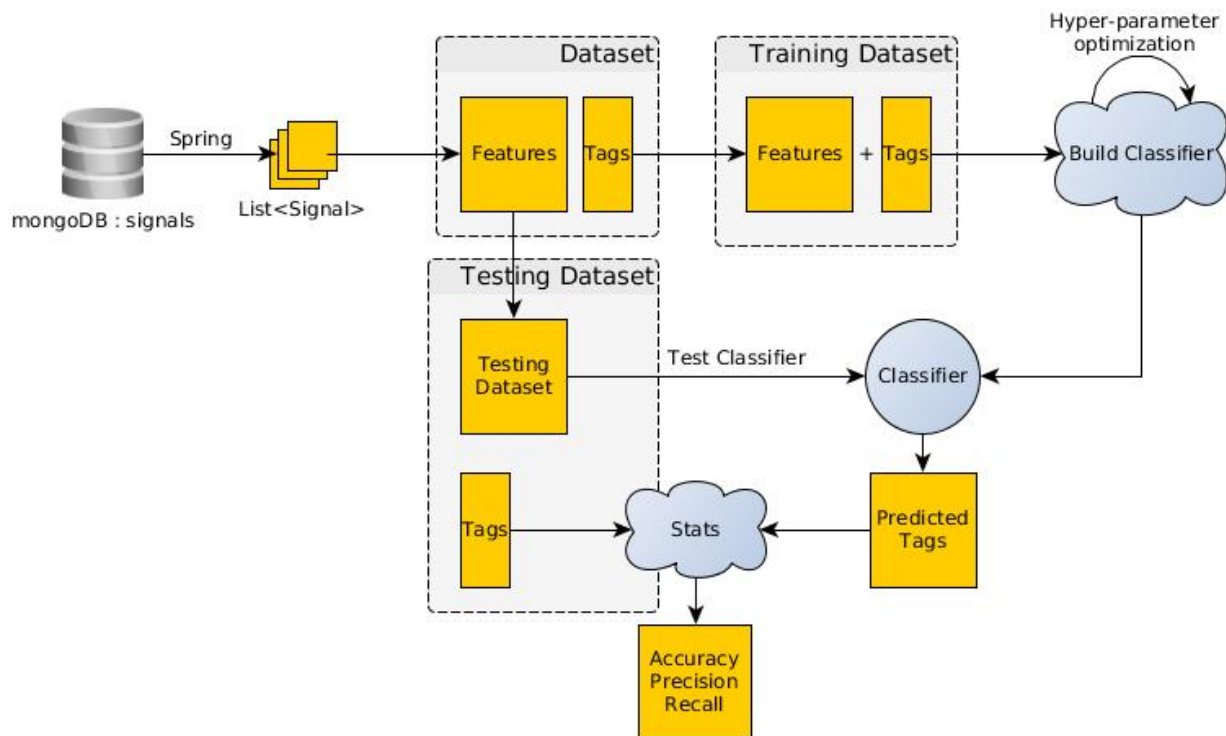 Hyper-parameter
optimization
Dataset
Training Dataset
Spring
Features
Tags
Features
+
Tags
Build Classifier
List<Signal>
mongoDB : signals
Testing Dataset
Testing
Dataset
Test Classifier
Classifier
Tags
Stats
Predicted
Tags
Accuracy
Precision
Recall